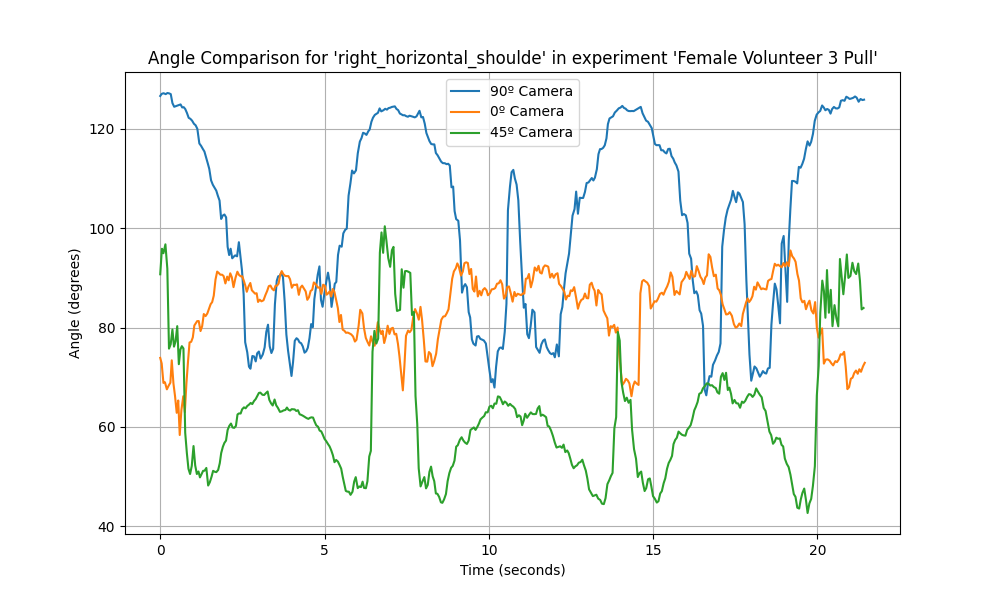 Angle Comparison for 'right_horizontal_shoulde' in experiment 'Female Volunteer 3 Pull'
90º Camera
0º Camera
45º Camera
Angle (degrees)
120
100
80
60
40
0 5 10 15 20
Time (seconds)